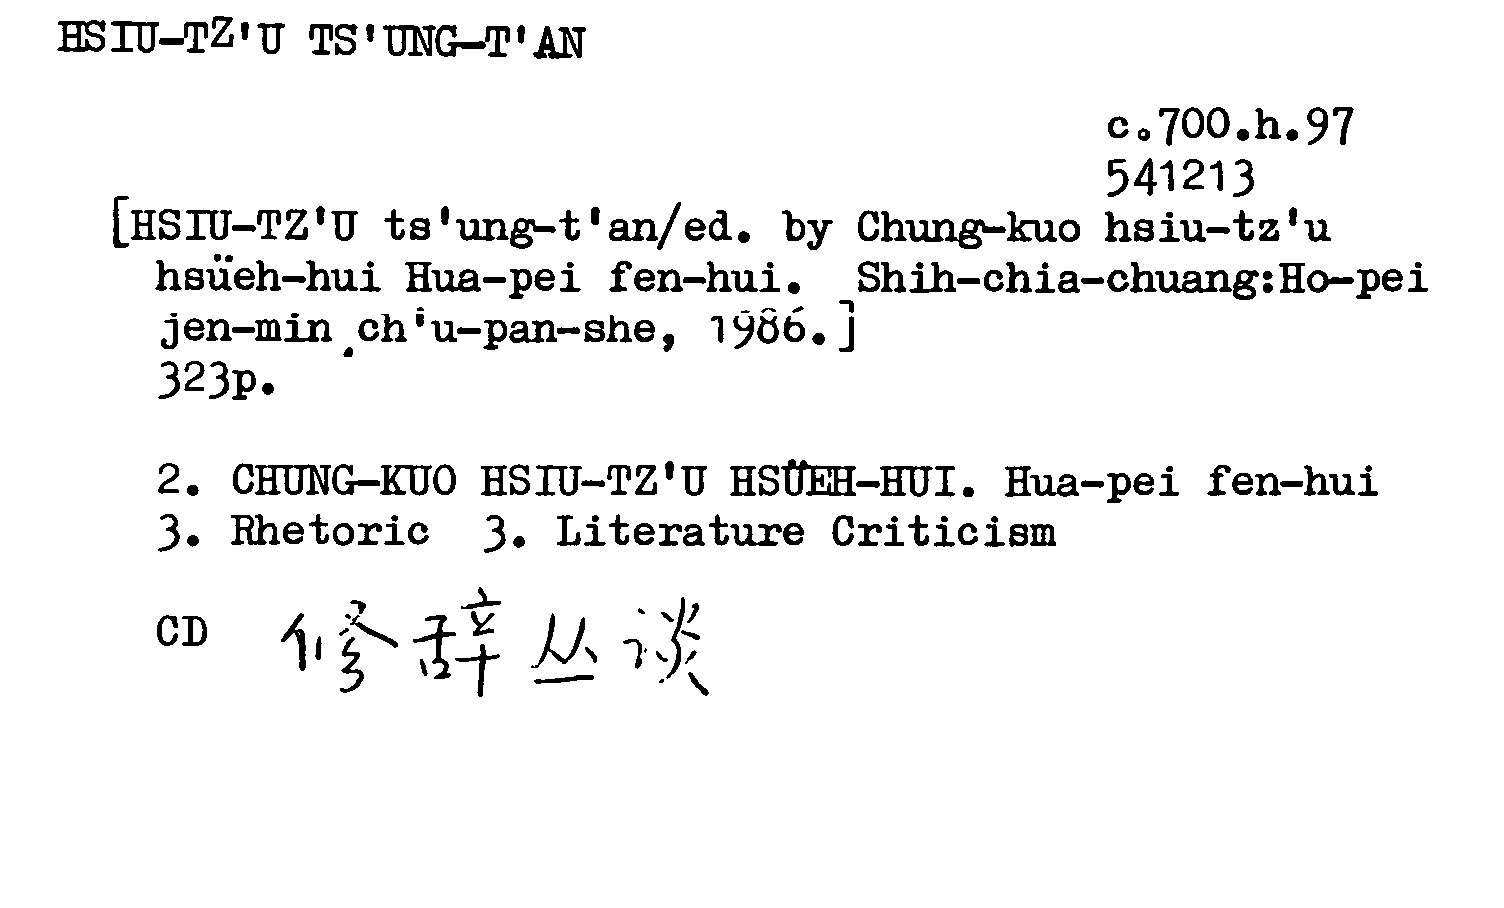 HSIU-TZ'U TS'UNG-T'AN
c.700.h.97
541213
[HSIU-TZ'U ts'ung-t'an/ed. by Chung-kuo hsiu-tz'u
hsüeh-hui Hua-pei fen-hui. Shih-chia-chuang:Ho-pei
jen-min ch'u-pan-she, 1986.]
323p.
2. CHUNG-KUO HSIU-TZ'U HSÜEH-HUI. Hua-pei fen-hui
3. Rhetoric 3. Literature Criticism
CD 修辞丛谈